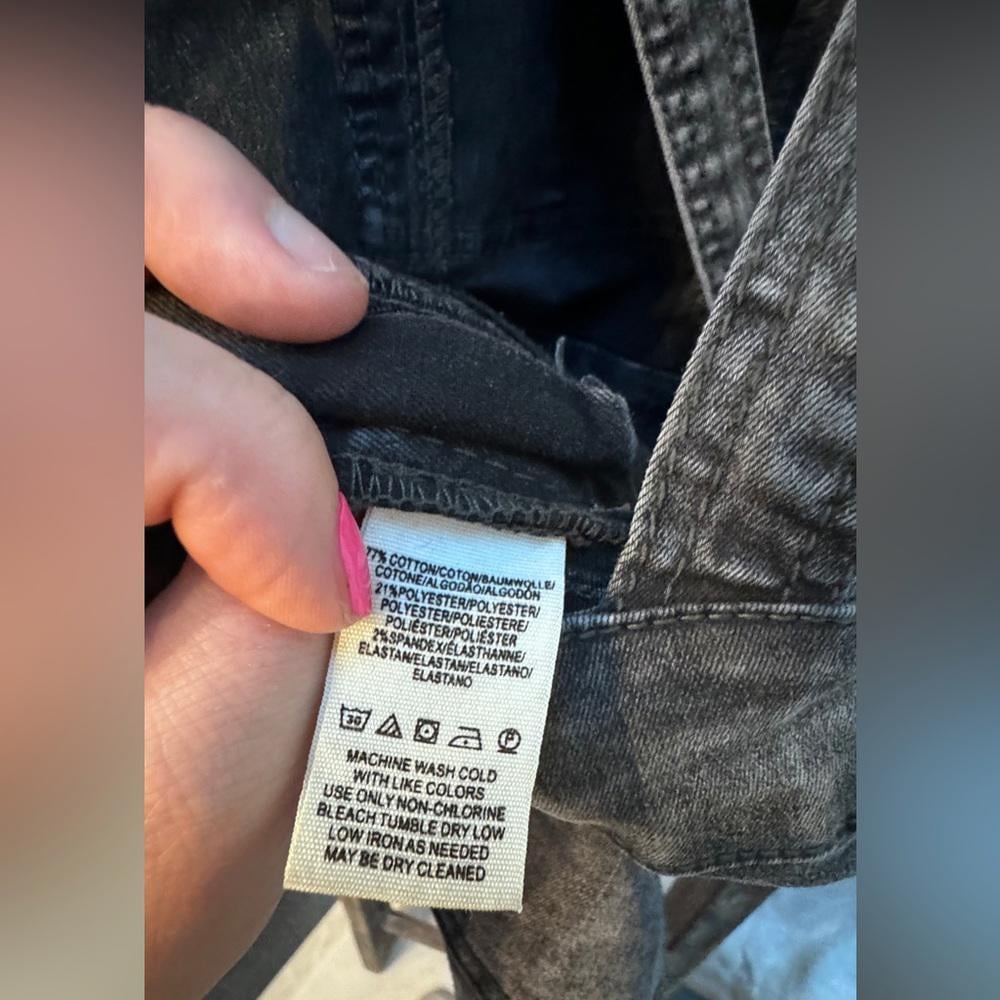 77% COTTON/COTON/BAUMWOLLE/
COTONE/ALGODÃO/ALGODÓN
21%POLYESTER/POLYESTER/
POLYESTER/POLIESTERE/
POLIÉSTER/POLIÉSTER
2%SPANDEX/ÉLASTHANNE/
ELASTAN/ELASTAN/ELASTANO/
ELASTANO
30 P
MACHINE WASH COLD
WITH LIKE COLORS
USE ONLY NON-CHLORINE
BLEACH TUMBLE DRY LOW
LOW IRON AS NEEDED
MAY BE DRY CLEANED